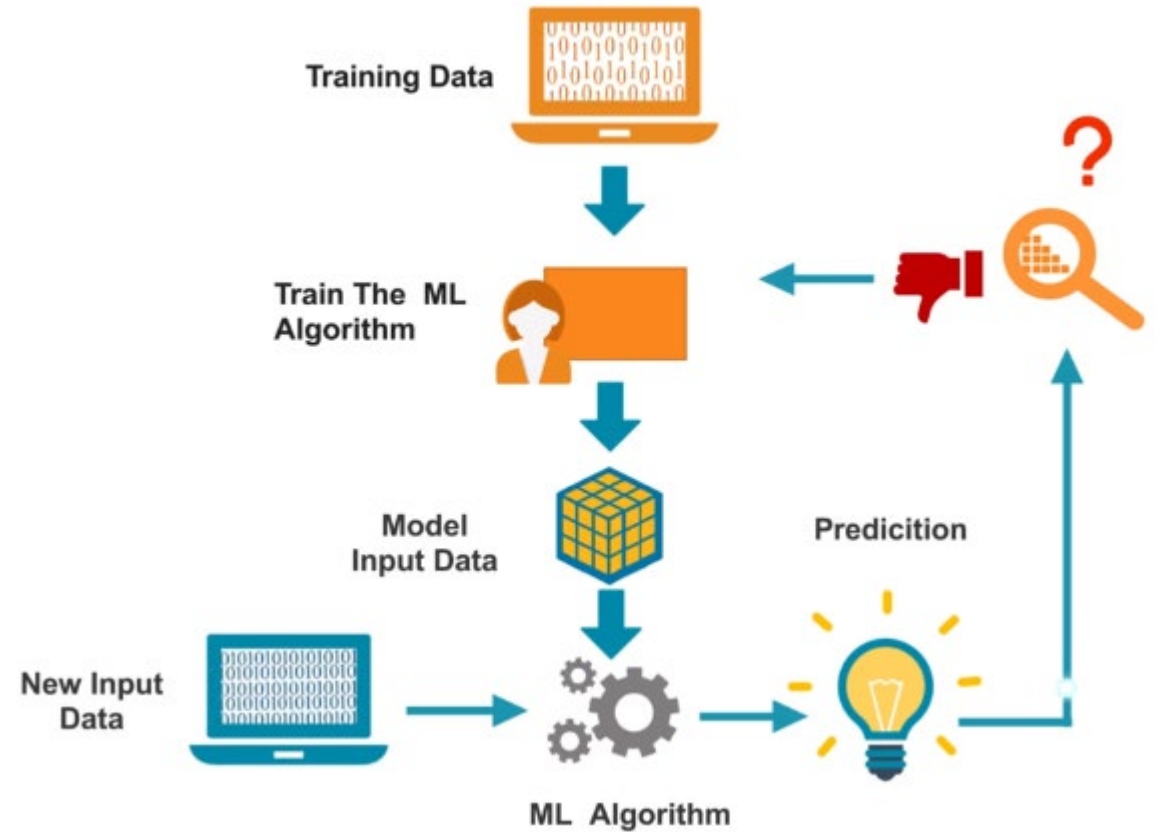 Training Data
?
Train The ML
Algorithm
Model
Input Data
Predicition
New Input
Data
ML Algorithm